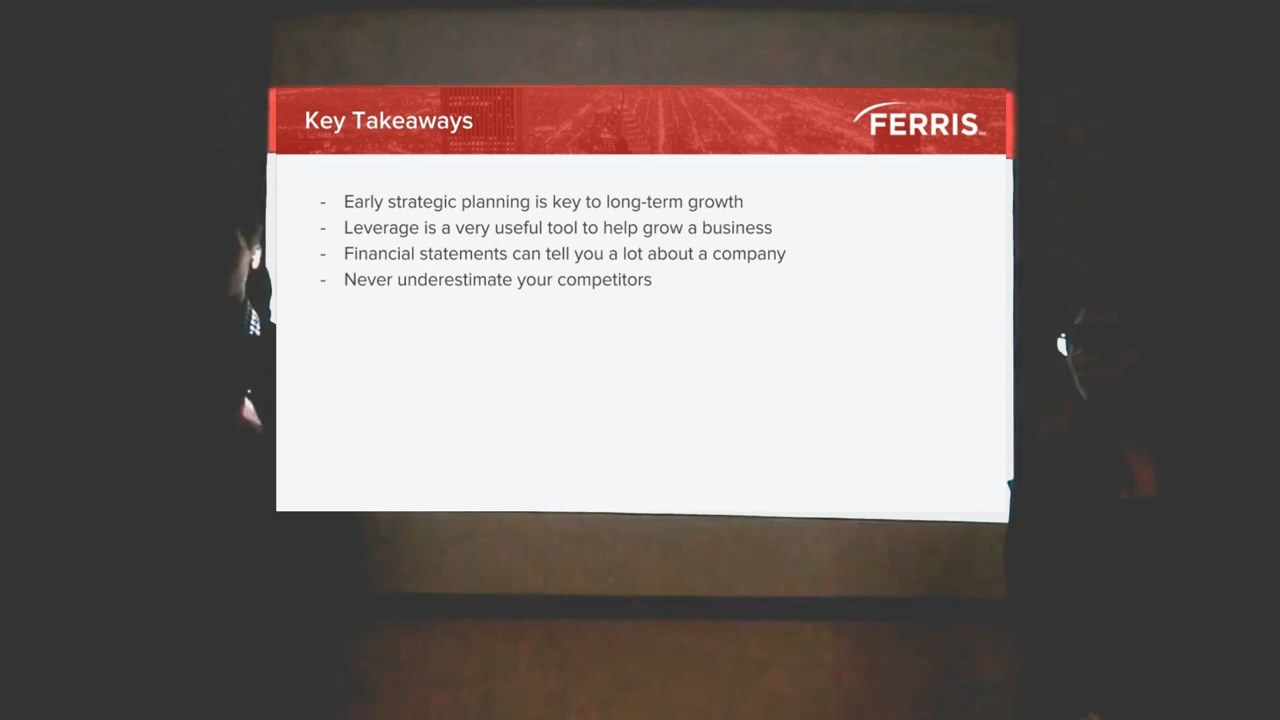 Key Takeaways
FERRIS
- Early strategic planning is key to long-term growth
- Leverage is a very useful tool to help grow a business
- Financial statements can tell you a lot about a company
- Never underestimate your competitors